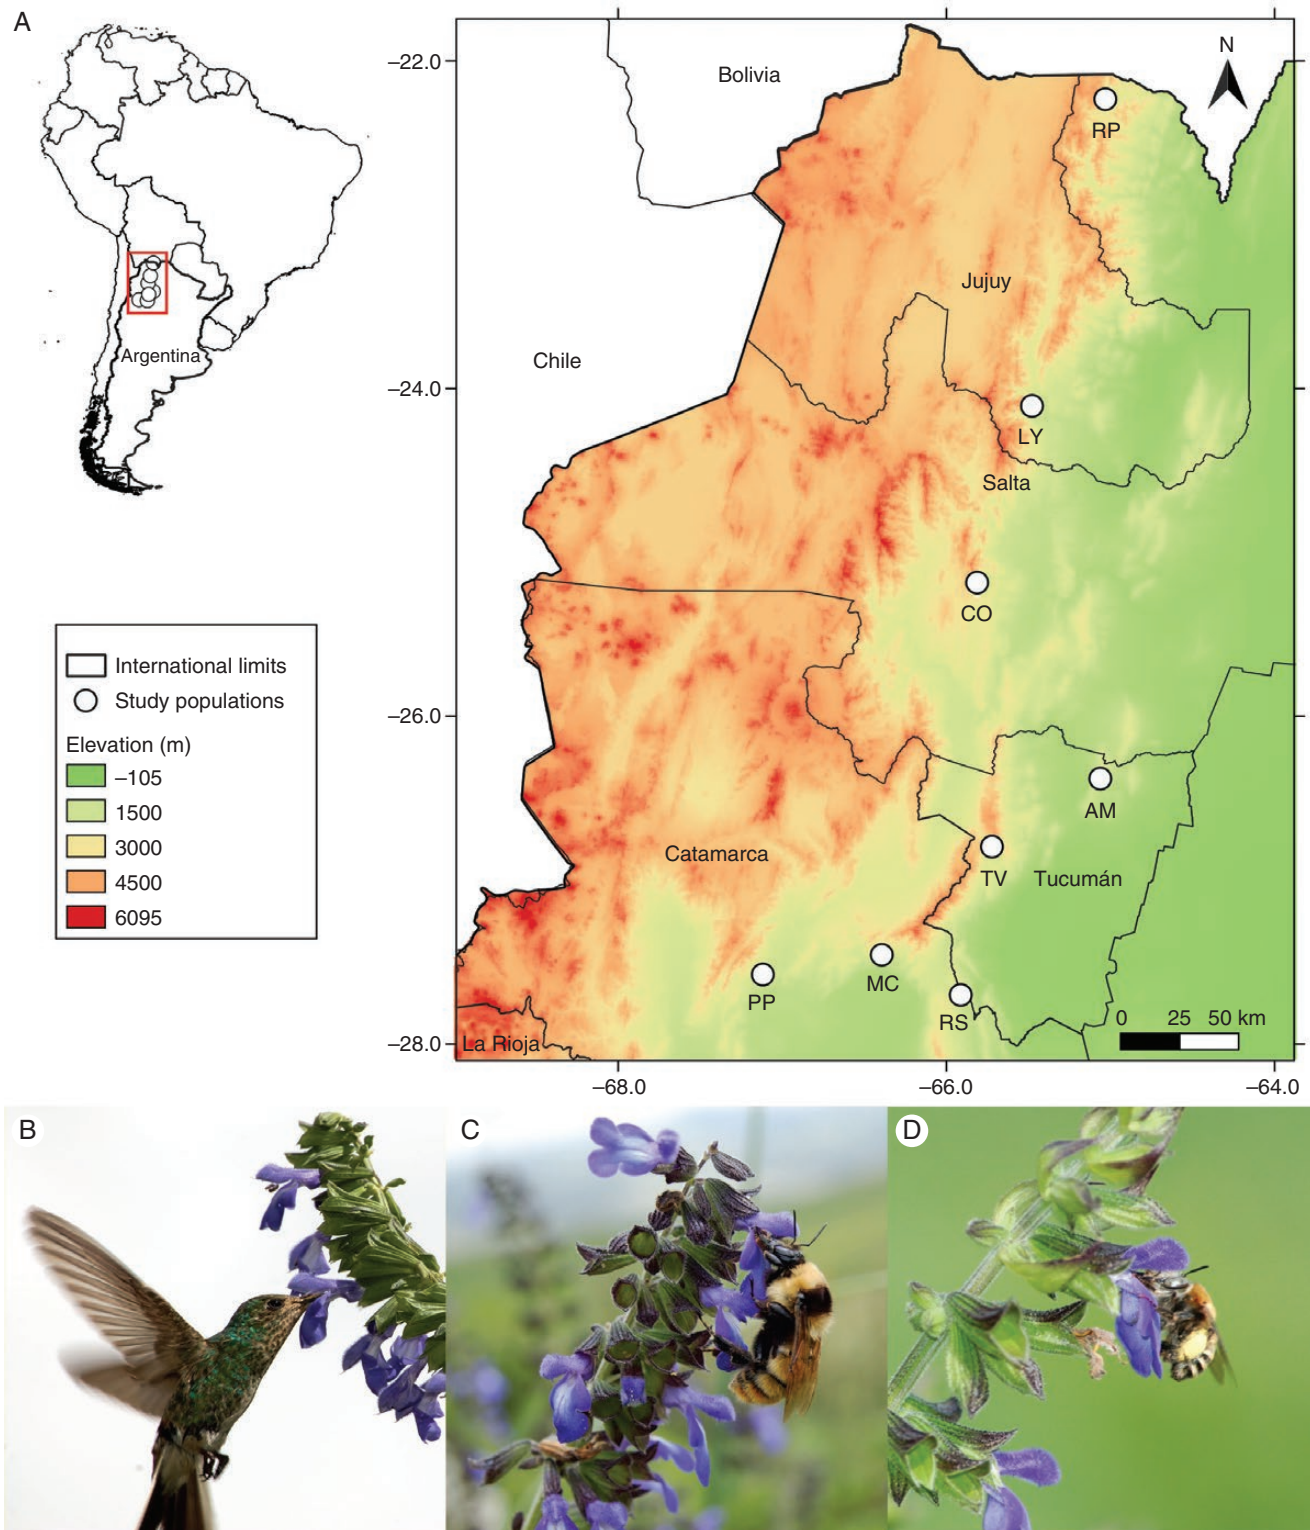 A
Argentina
International limits
Study populations
Elevation (m)
–105
1500
3000
4500
6095
–22.0
–24.0
–26.0
–28.0
Bolivia
N
RP
Jujuy
Chile
LY
Salta
CO
AM
Catamarca
TV
Tucumán
MC
PP
RS
0 25 50 km
La Rioja
–68.0
–66.0
–64.0
B
C
D